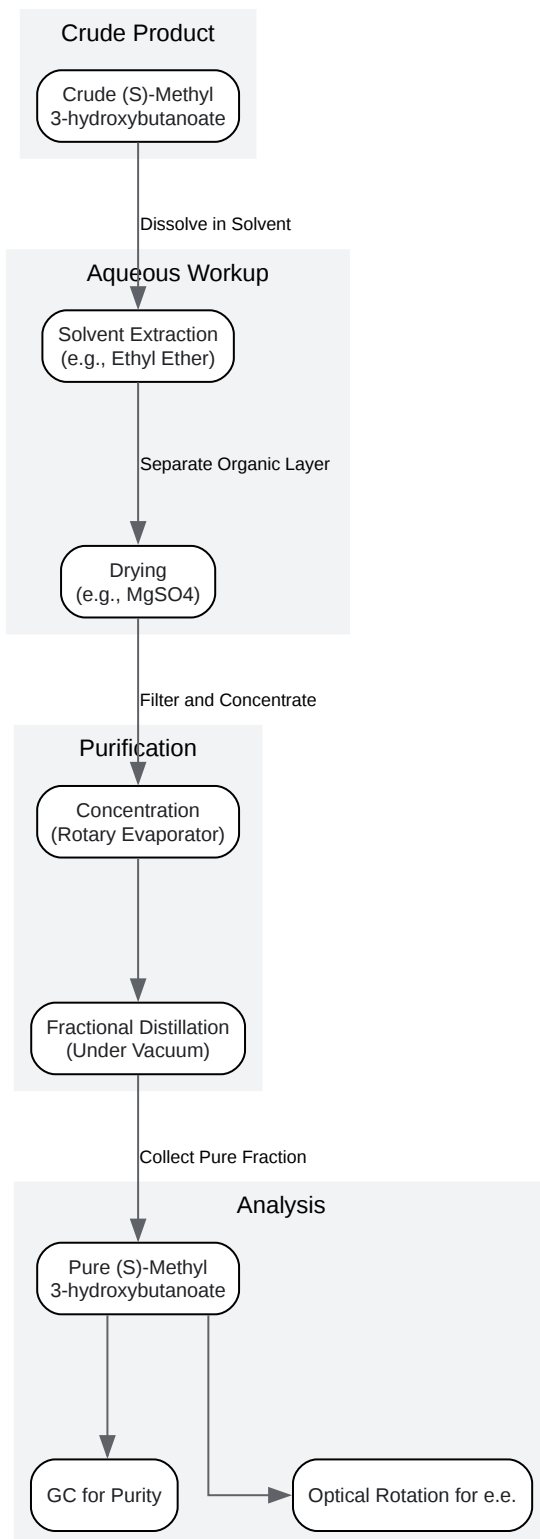 Crude Product
Crude (S)-Methyl
3-hydroxybutanoate
Dissolve in Solvent
Aqueous Workup
Solvent Extraction
(e.g., Ethyl Ether)
Separate Organic Layer
Drying
(e.g., MgSO4)
Filter and Concentrate
Purification
Concentration
(Rotary Evaporator)
Fractional Distillation
(Under Vacuum)
Collect Pure Fraction
Analysis
Pure (S)-Methyl
3-hydroxybutanoate
GC for Purity
Optical Rotation for e.e.